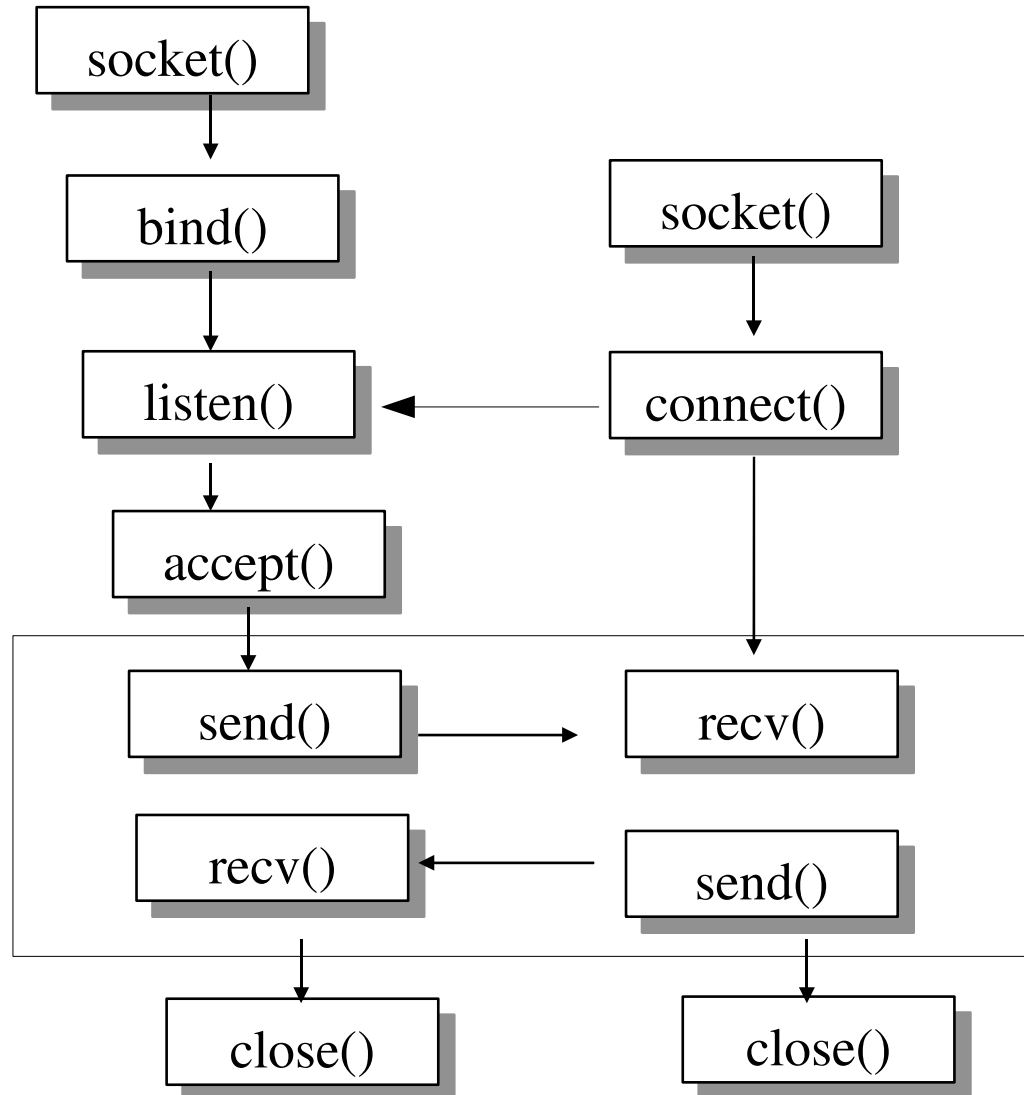 socket()
bind()
socket()
listen()
connect()
accept()
send()
recv()
recv()
send()
close()
close()